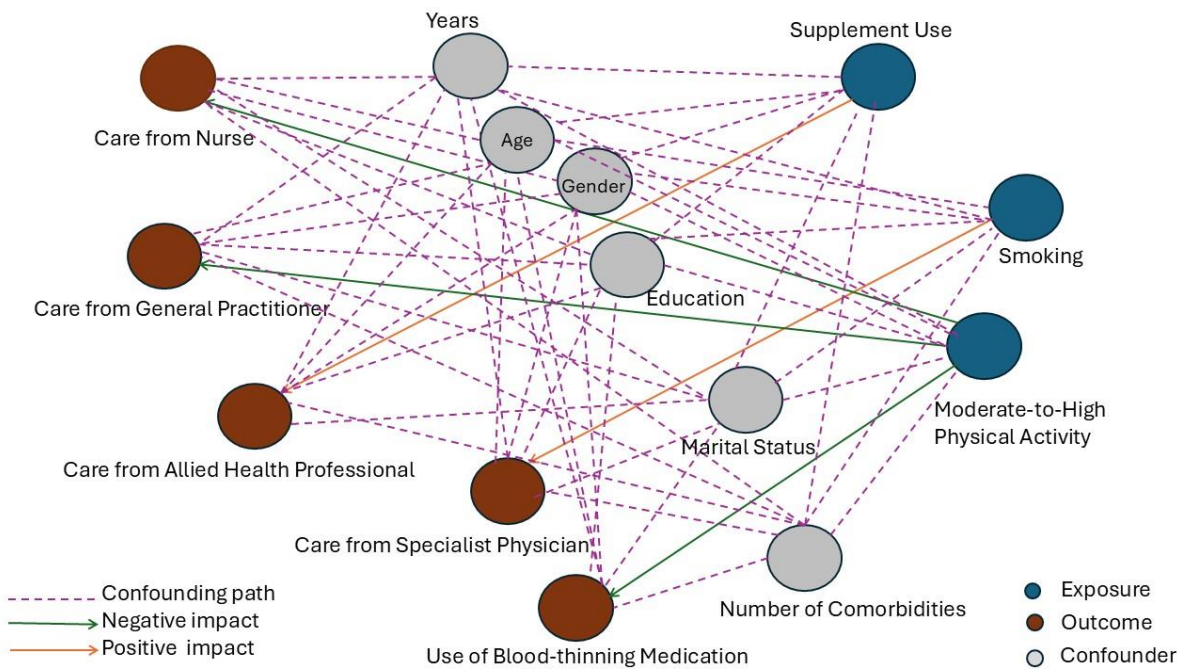 Years
Supplement Use
Care from Nurse
Age
Gender
Smoking
Education
Care from General Practitioner
Moderate-to-High
Physical Activity
Marital Status
Care from Allied Health Professional
Care from Specialist Physician
Number of Comorbidities
Use of Blood-thinning Medication
Confounding path
Negative impact
Positive impact
Exposure
Outcome
Confounder